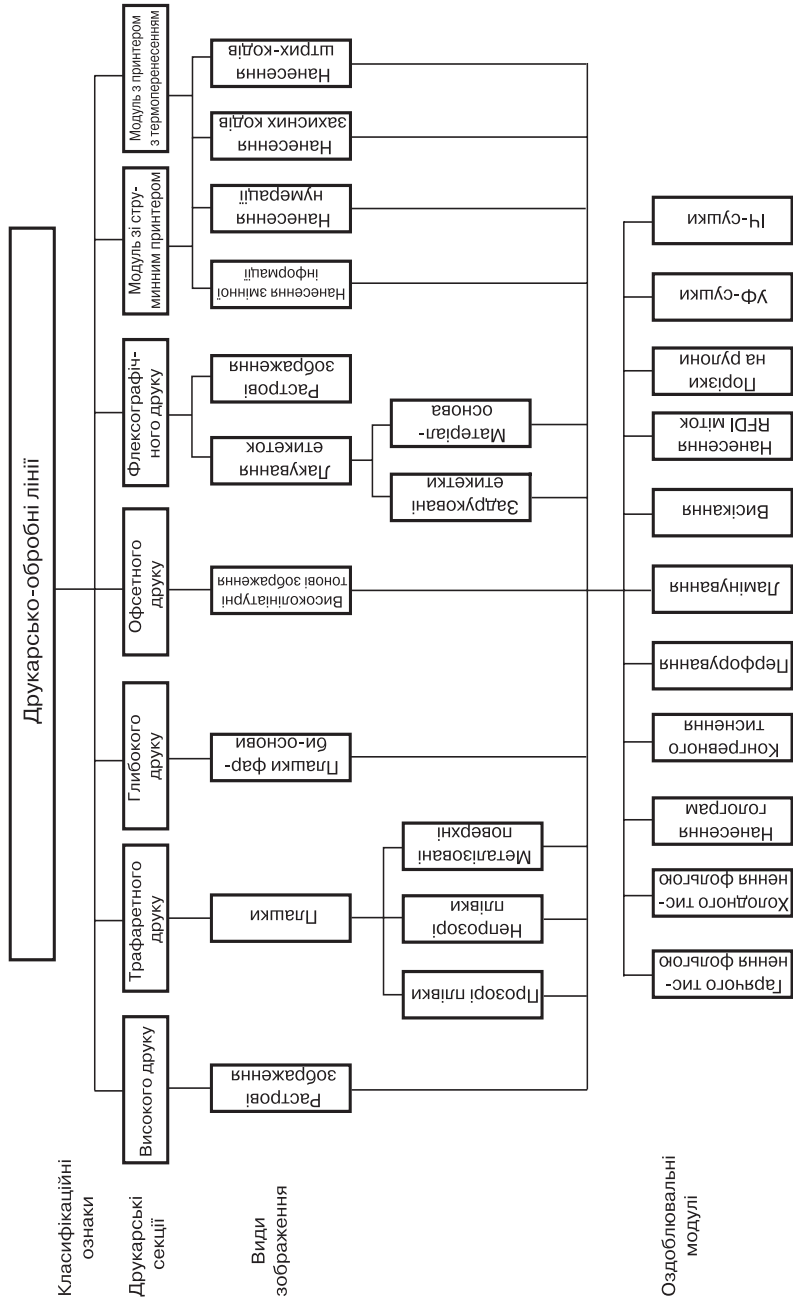 Друкарсько-обробні лінії
Класифікаційні
ознаки
Друкарські
секції
Високого друку
Трафаретного
друку
Глибокого
друку
Офсетного
друку
Флексографіч-
ного друку
Модуль зі стру-
минним принтером
Модуль з принтером
з термоперенесенням
Види
зображення
Растрові
зображення
Плашки
Плашки фар-
би-основи
Високолініатурні
тонові зображення
Лакування
етикеток
Растрові
зображення
Нанесення змінної
інформації
Нанесення
нумерації
Нанесення
захисних кодів
Нанесення
штрих-кодів
Прозорі плівки
Непрозорі
плівки
Металізовані
поверхні
Задруковані
етикетки
Матеріал-
основа
Оздоблювальні
модулі
Гарячого тис-
нення фольгою
Холодного тис-
нення фольгою
Нанесення
голограм
Конгревного
тиснення
Перфорування
Ламінування
Висікання
Нанесення
RFDI міток
Порізки
на рулони
УФ-сушки
ІЧ-сушки